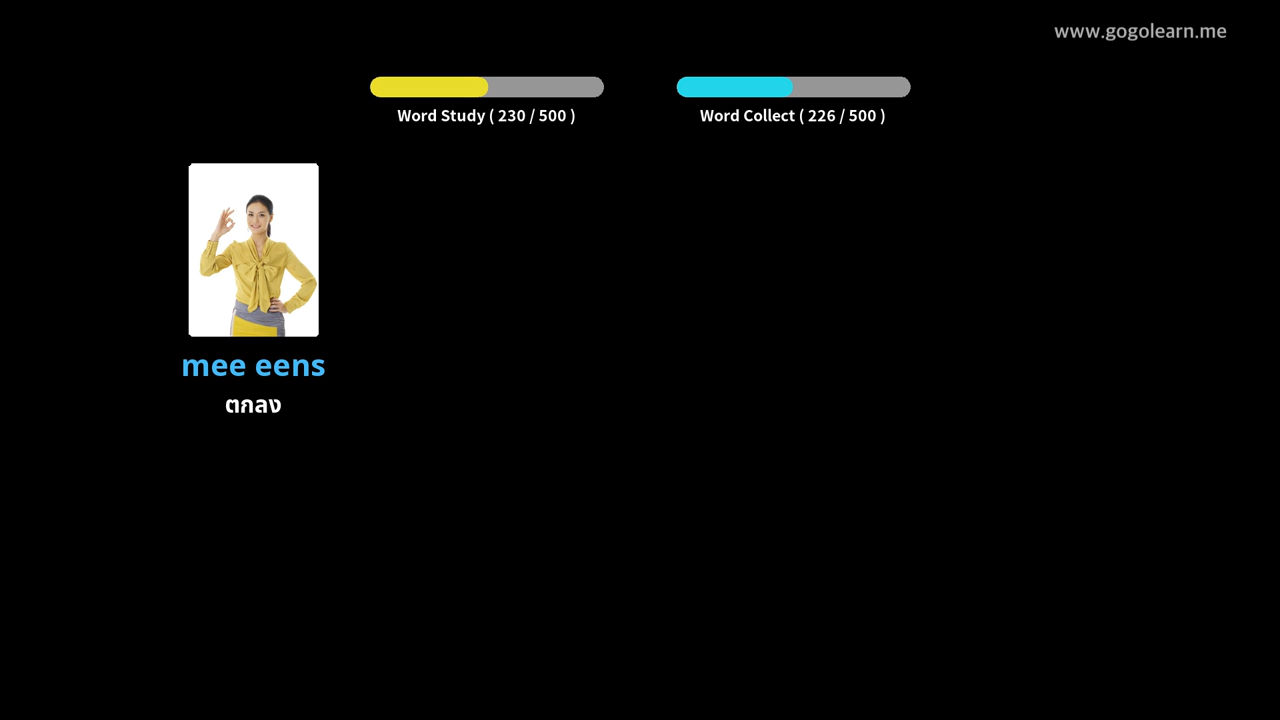 www.gogolearn.me
Word Study ( 230 / 500 )
Word Collect ( 226 / 500 )
mee eens
ตกลง